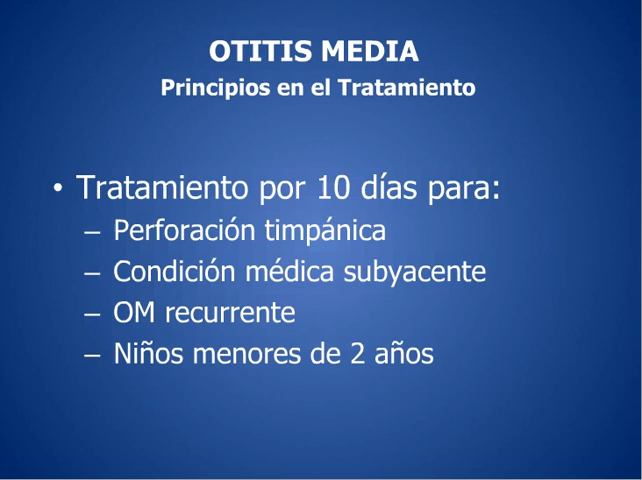 OTITIS MEDIA
Principios en el Tratamiento
• Tratamiento por 10 días para:
– Perforación timpánica
– Condición médica subyacente
– OM recurrente
– Niños menores de 2 años